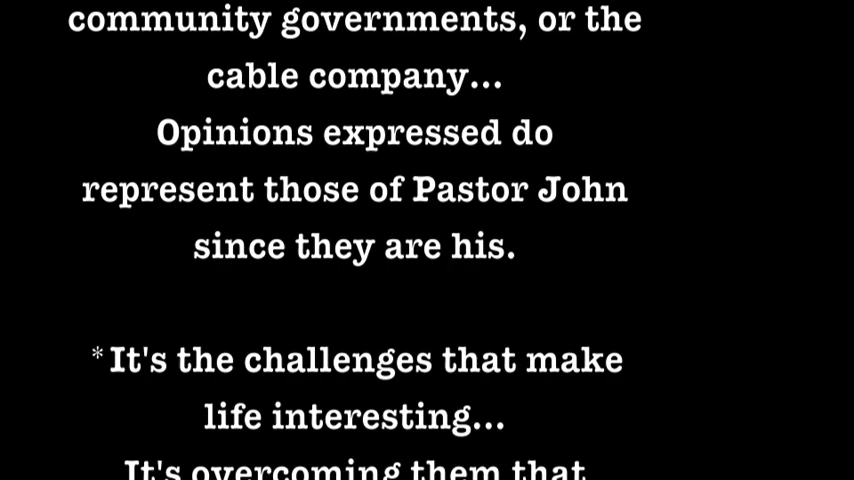 community governments, or the
cable company...
Opinions expressed do
represent those of Pastor John
since they are his.
*It's the challenges that make
life interesting...
It's overcoming them that